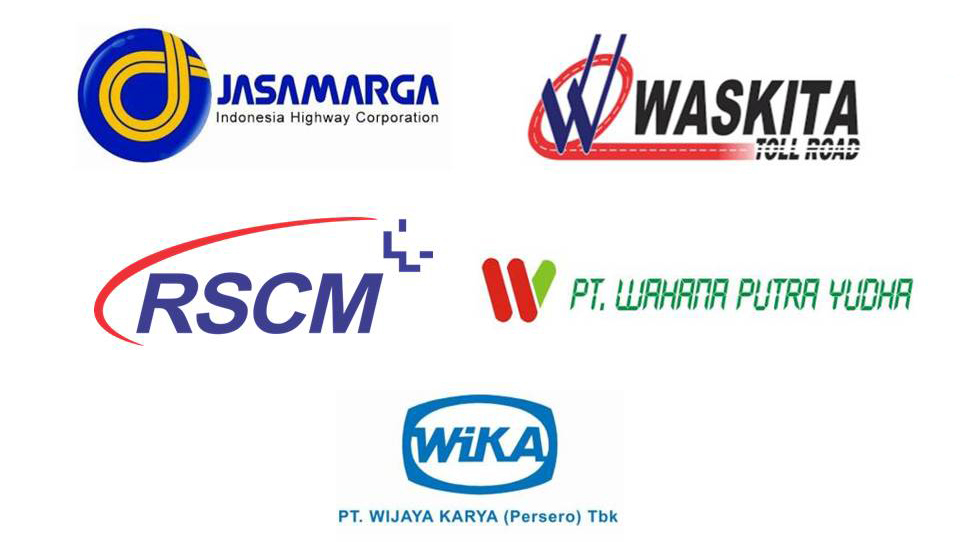 JASAMARGA
Indonesia Highway Corporation
WASKITA
TOLL ROAD
RSCM
PT. WAHANA PUTRA YUDHA
WiKA
PT. WIJAYA KARYA (Persero) Tbk